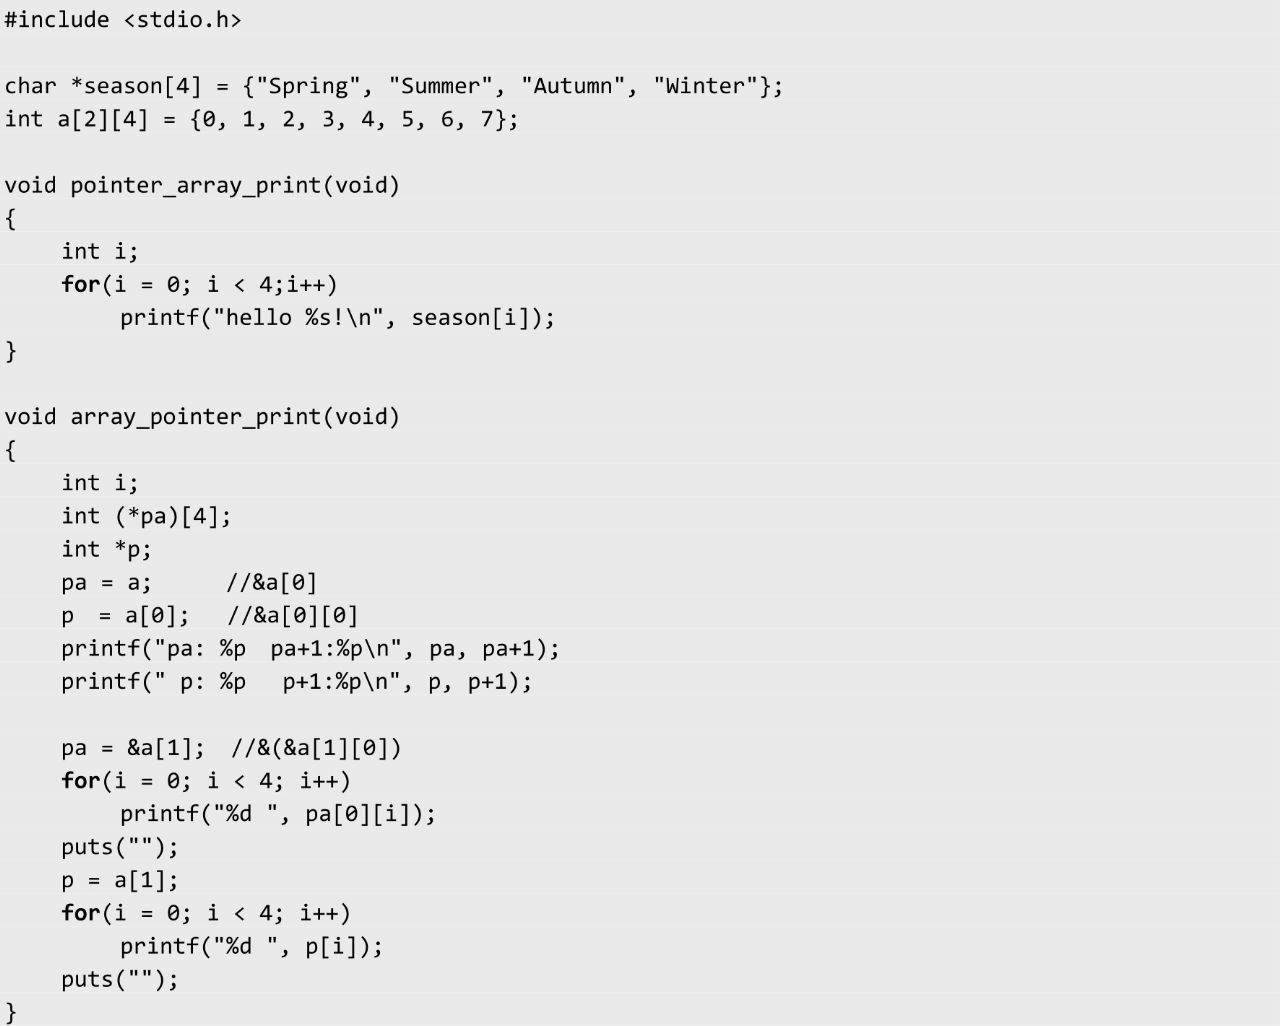 #include <stdio.h>
char *season[4] = {"Spring", "Summer", "Autumn", "Winter"};
int a[2][4] = {0, 1, 2, 3, 4, 5, 6, 7};
void pointer_array_print(void)
{
    int i;
    for(i = 0; i < 4;i++)
        printf("hello %s!\n", season[i]);
}
void array_pointer_print(void)
{
    int i;
    int (*pa)[4];
    int *p;
    pa = a;      //&a[0]
    p  = a[0];   //&a[0][0]
    printf("pa: %p  pa+1:%p\n", pa, pa+1);
    printf(" p: %p   p+1:%p\n", p, p+1);
    pa = &a[1];  //&(&a[1][0])
    for(i = 0; i < 4; i++)
        printf("%d ", pa[0][i]);
    puts("");
    p = a[1];
    for(i = 0; i < 4; i++)
        printf("%d ", p[i]);
    puts("");
}